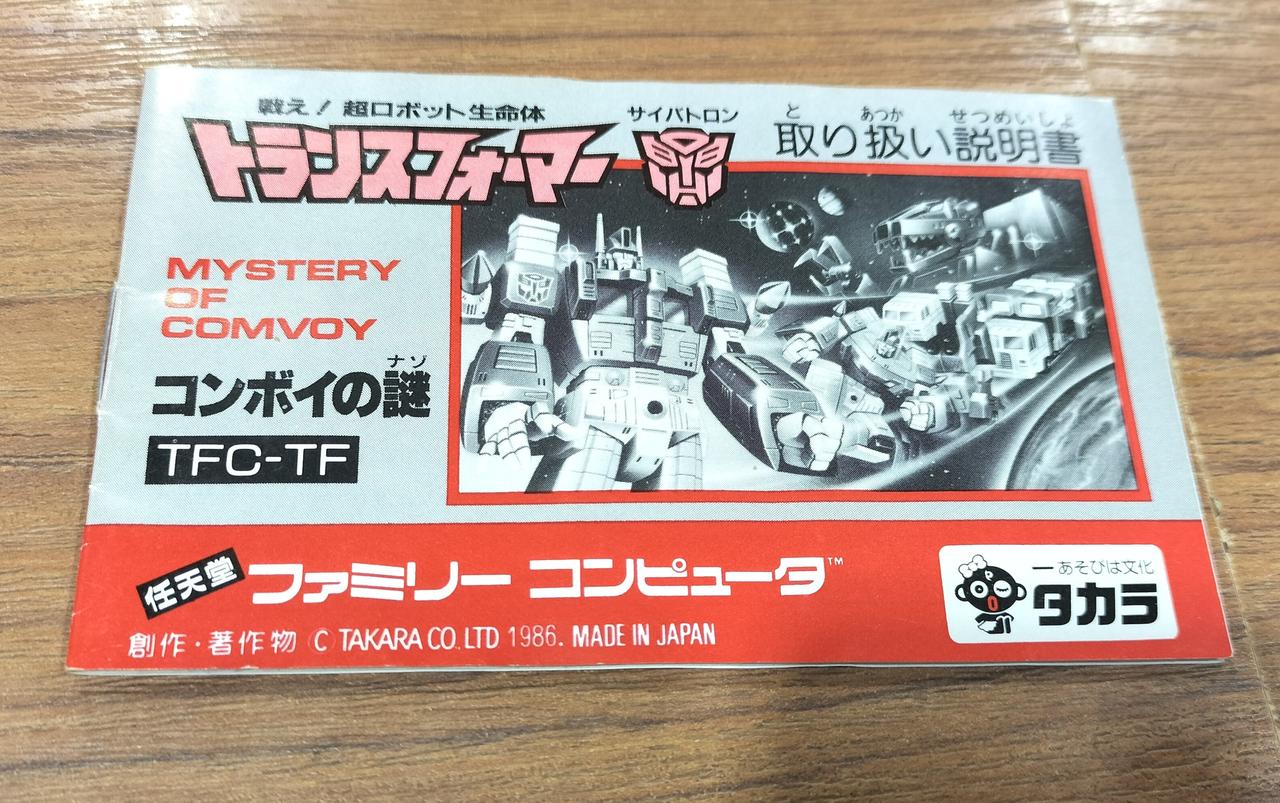 戦え！超ロボット生命体
トランスフォーマー
サイバトロン
と あつか せつめいしょ
取り扱い説明書
MYSTERY
OF
COMVOY
ナゾ
コンボイの謎
TFC-TF
任天堂 ファミリー コンピュータ™
創作・著作物 © TAKARA CO., LTD 1986. MADE IN JAPAN
―あそびは文化
タカラ